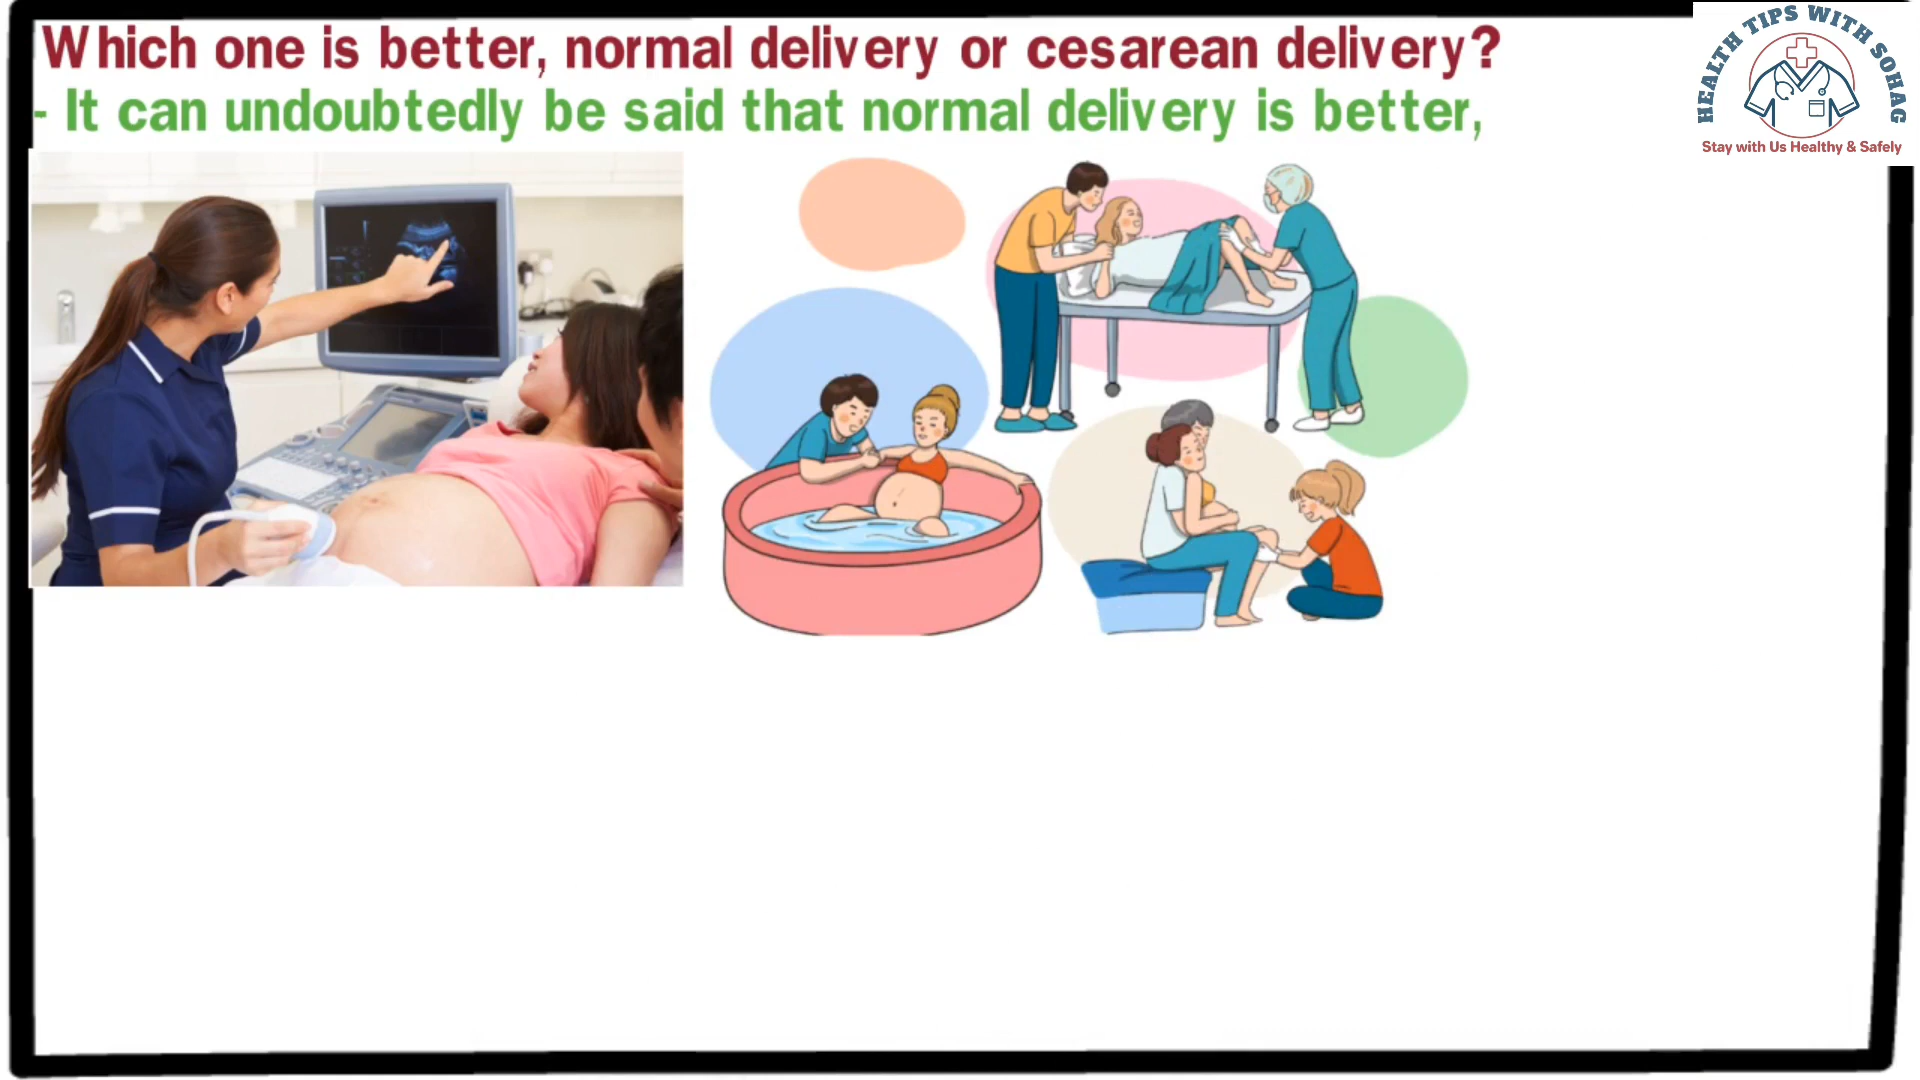 Which one is better, normal delivery or cesarean delivery?
- It can undoubtedly be said that normal delivery is better,
HEALTH TIPS WITH SOHAG
Stay with Us Healthy & Safely